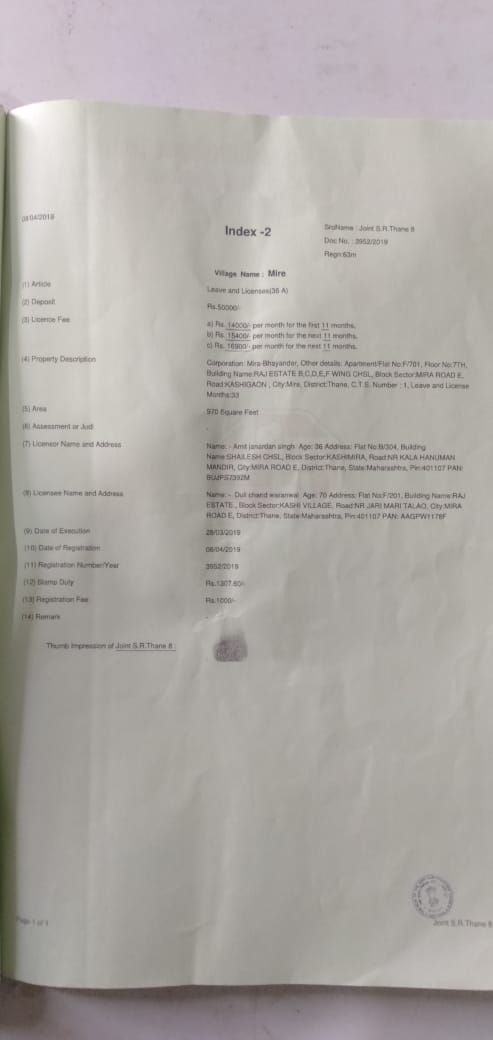 08/04/2019
Index -2
SroName : Joint S.R.Thane 8
Doc No. : 3952/2019
Regn:63m
Village Name : Mire
(1) Article
Leave and Licenses(36 A)
(2) Deposit
Rs.50000/-
(3) Licence Fee
a) Rs. 14000/- per month for the first 11 months,
b) Rs. 15400/- per month for the next 11 months,
c) Rs. 16900/- per month for the next 11 months.
(4) Property Description
Corporation: Mira-Bhayander, Other details: Apartment/Flat No:F/701, Floor No:7TH,
Building Name:RAJ ESTATE B,C,D,E,F WING CHSL, Block Sector:MIRA ROAD E,
Road:KASHIGAON , City:Mire, District:Thane, C.T.S. Number : 1, Leave and License
Months:33
(5) Area
970 Square Feet
(6) Assessment or Judi
(7) Licensor Name and Address
Name: - Amit janardan singh Age: 36 Address: Flat No:B/304, Building
Name:SHAILESH CHSL, Block Sector:KASHIMIRA, Road:NR KALA HANUMAN
MANDIR, City:MIRA ROAD E, District:Thane, State:Maharashtra, Pin:401107 PAN:
(8) Licensee Name and Address
Name: - Duli chand waranwal Age: 70 Address: Flat No:F/201, Building Name:RAJ
ESTATE , Block Sector:KASHI VILLAGE, Road:NR JARI MARI TALAO, City:MIRA
ROAD E, District:Thane, State:Maharashtra, Pin:401107 PAN: AAGPW1178F
(9) Date of Execution
28/03/2019
(10) Date of Registration
08/04/2019
(11) Registration Number/Year
3952/2019
(12) Stamp Duty
Rs.1307.80/-
(13) Registration Fee
Rs.1000/-
(14) Remark
Thumb Impression of Joint S.R.Thane 8 :
Page 1 of 1
Joint S.R.Thane 8